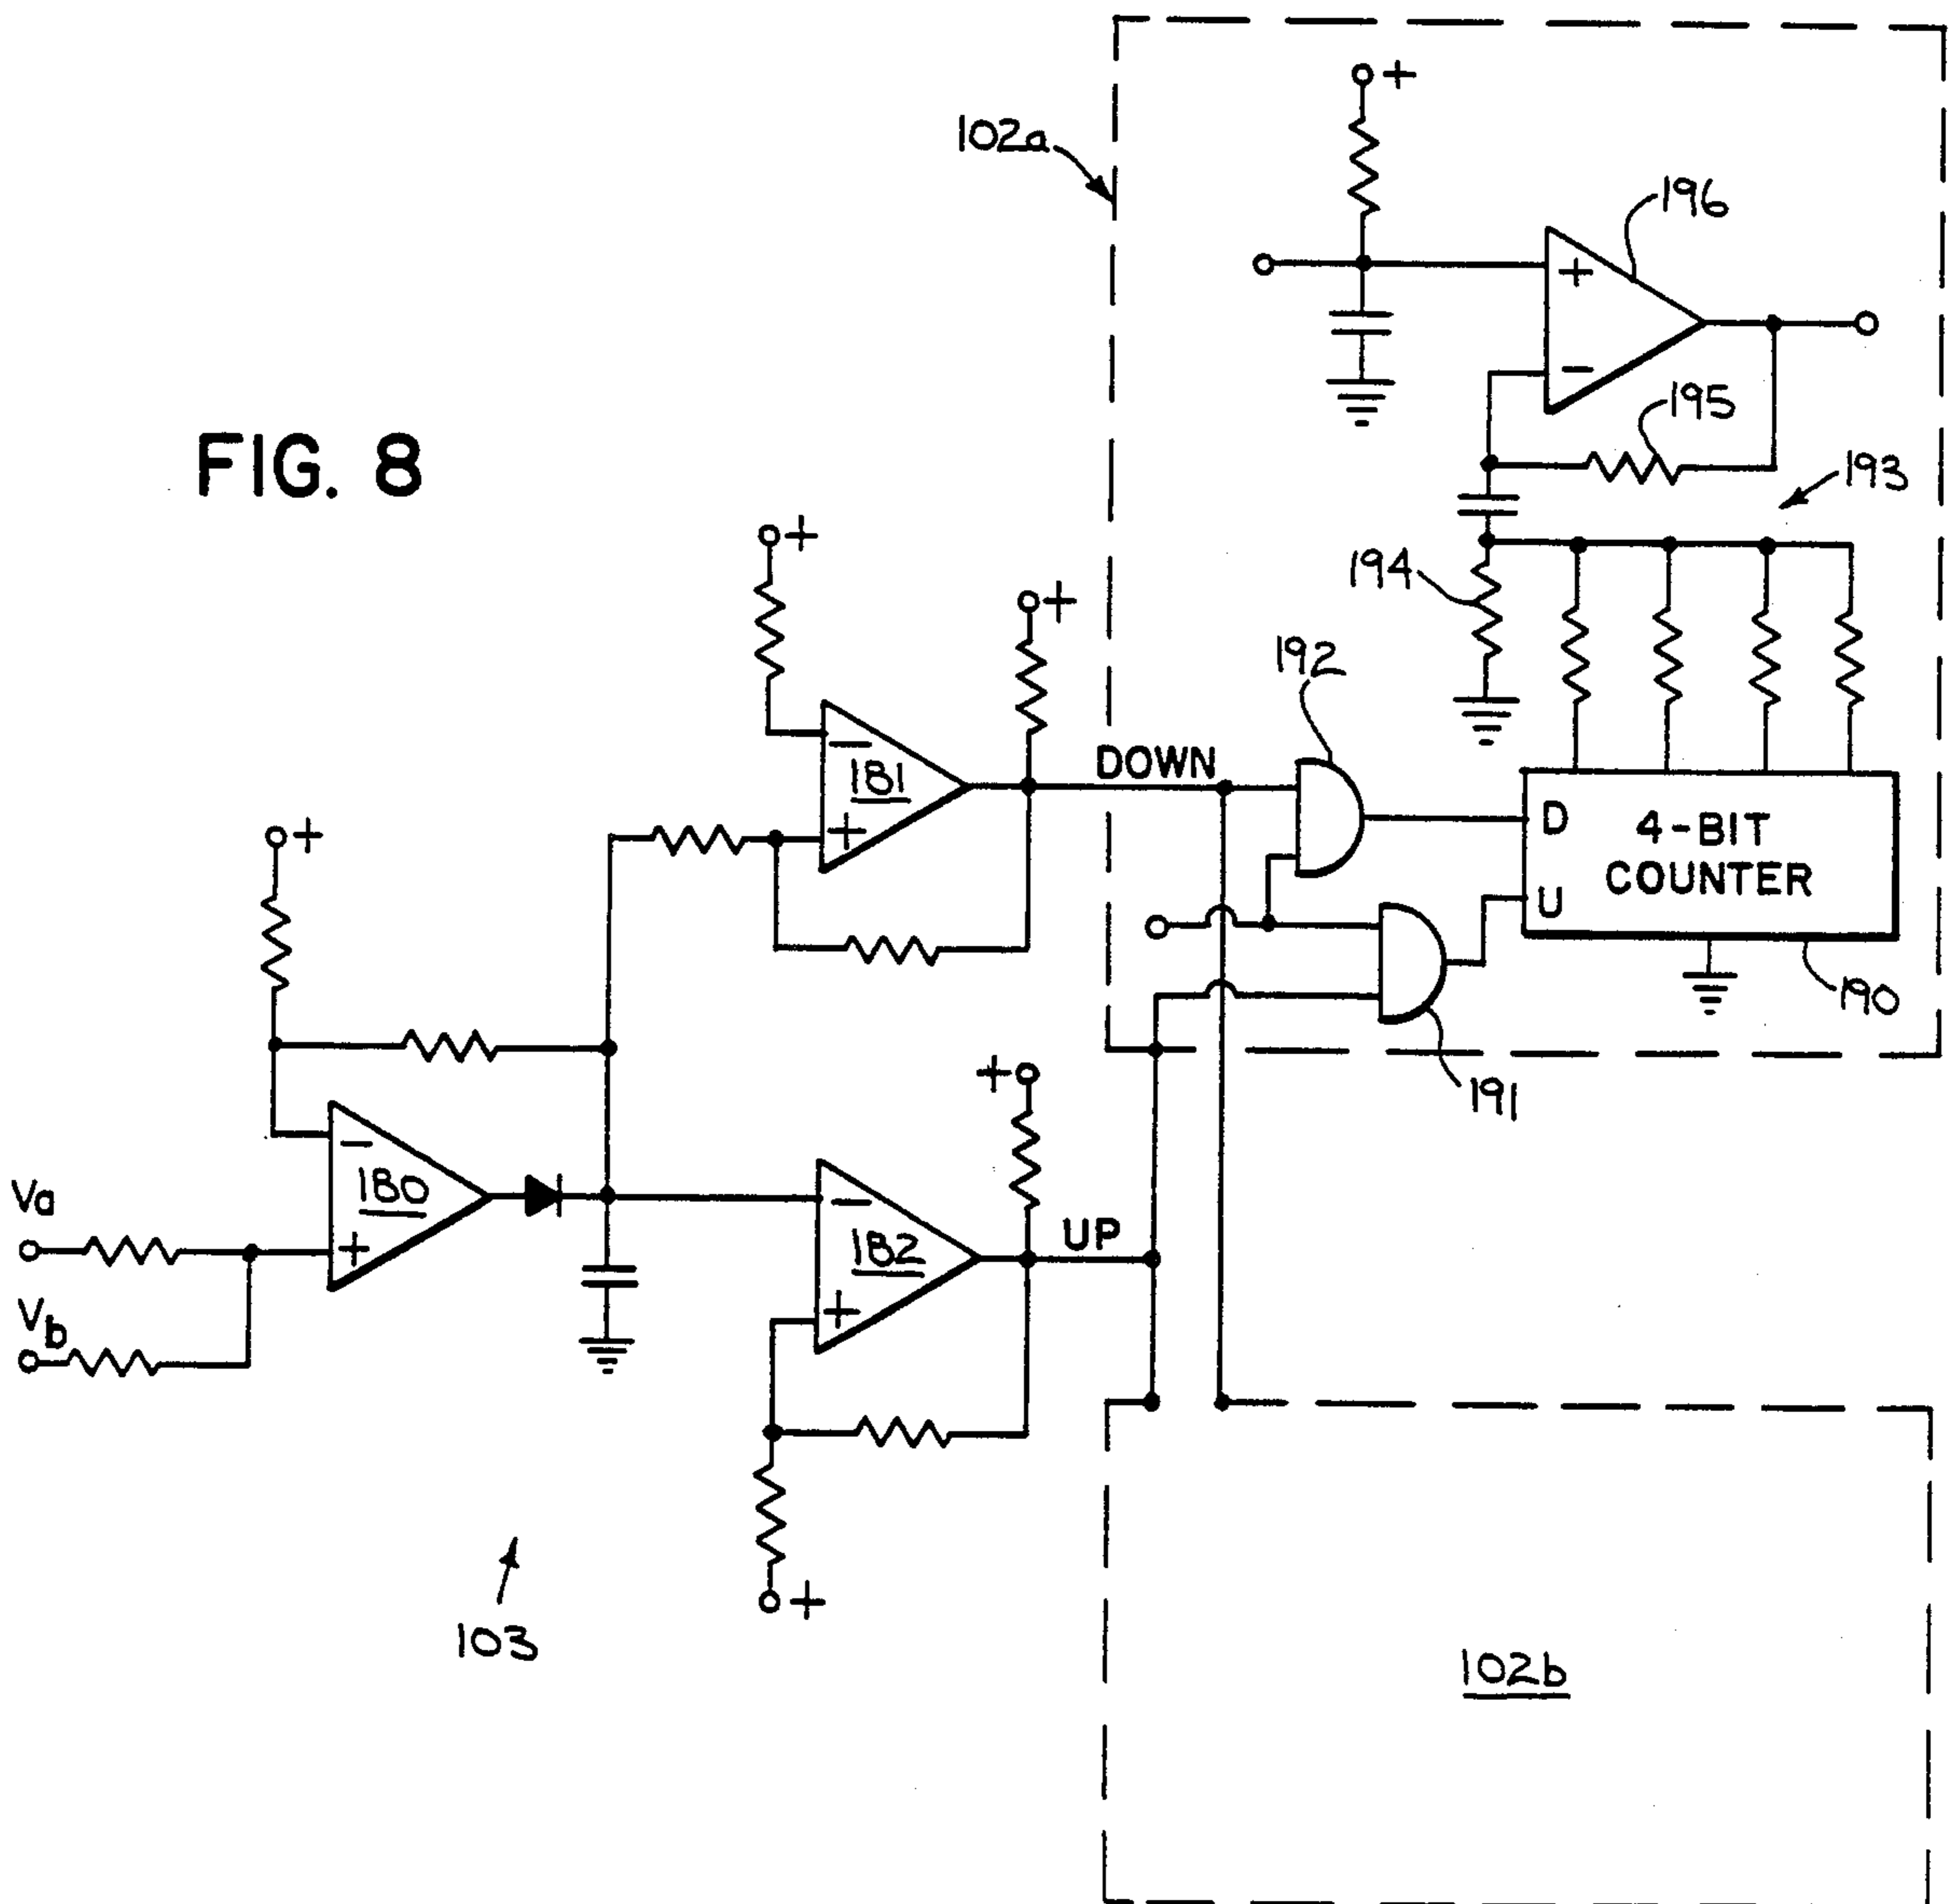 102a
+
196
+
−
195
193
194
FIG. 8
+
+
192
−
181
+
DOWN
D
4-BIT
COUNTER
U
190
191
+
+
−
180
+
Va
Vb
−
182
+
UP
+
103
102b